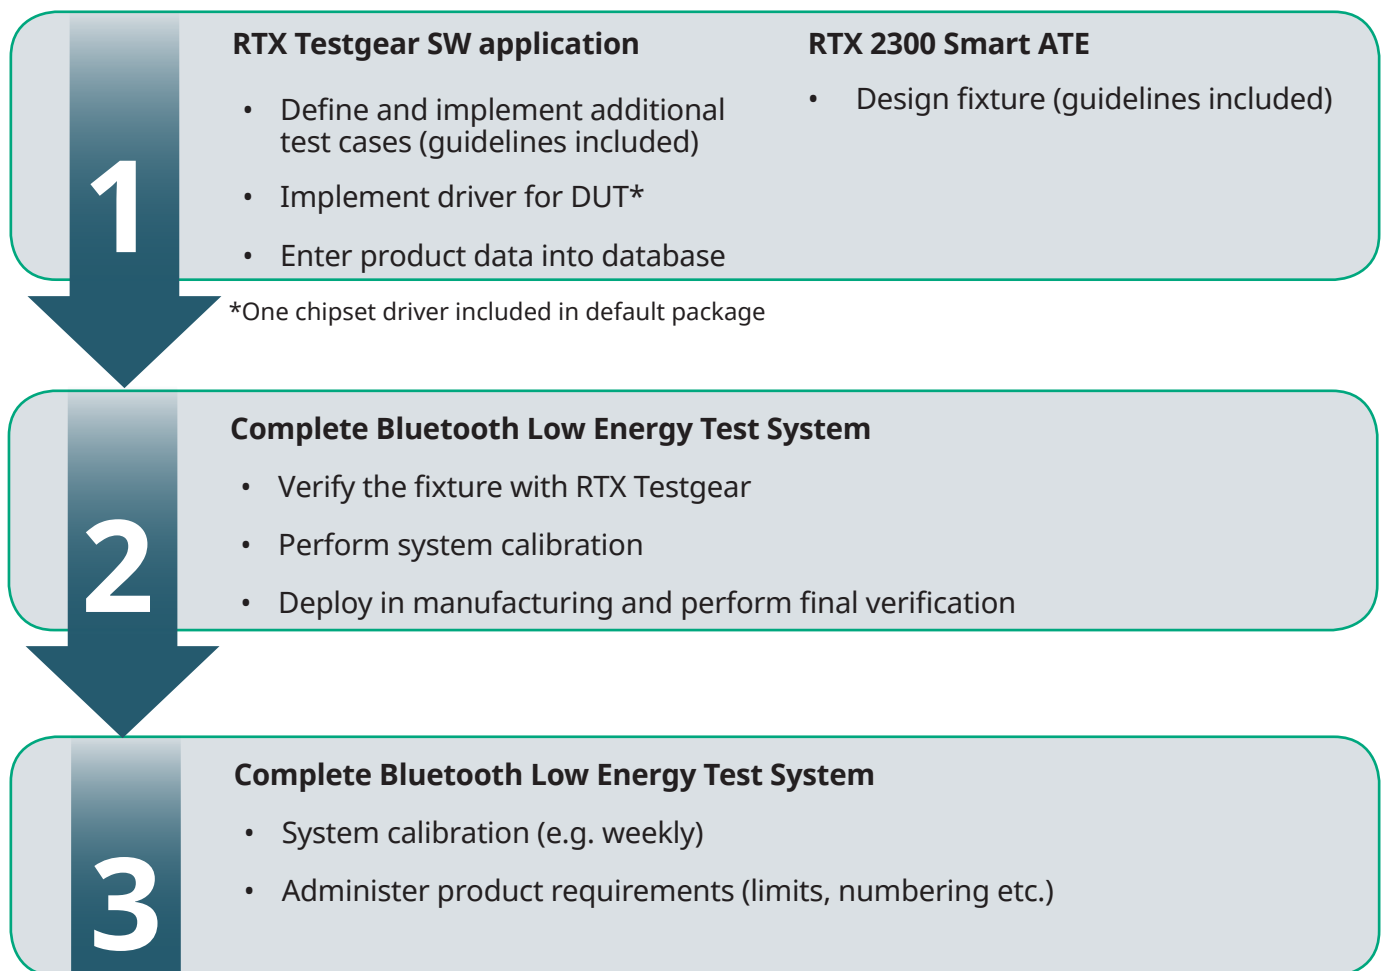 1
RTX Testgear SW application
• Define and implement additional
test cases (guidelines included)
• Implement driver for DUT*
• Enter product data into database
RTX 2300 Smart ATE
• Design fixture (guidelines included)
*One chipset driver included in default package
2
Complete Bluetooth Low Energy Test System
• Verify the fixture with RTX Testgear
• Perform system calibration
• Deploy in manufacturing and perform final verification
3
Complete Bluetooth Low Energy Test System
• System calibration (e.g. weekly)
• Administer product requirements (limits, numbering etc.)